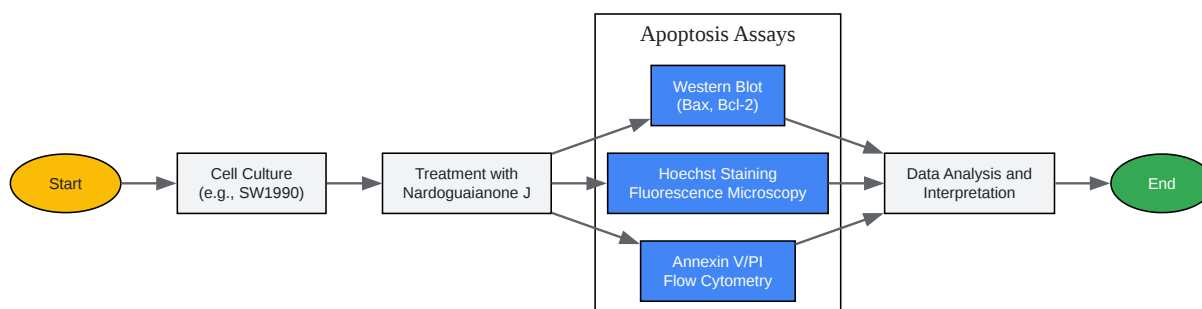 Start
Cell Culture
(e.g., SW1990)
Treatment with
Nardoguaianone J
Apoptosis Assays
Western Blot
(Bax, Bcl-2)
Hoechst Staining
Fluorescence Microscopy
Annexin V/PI
Flow Cytometry
Data Analysis and
Interpretation
End